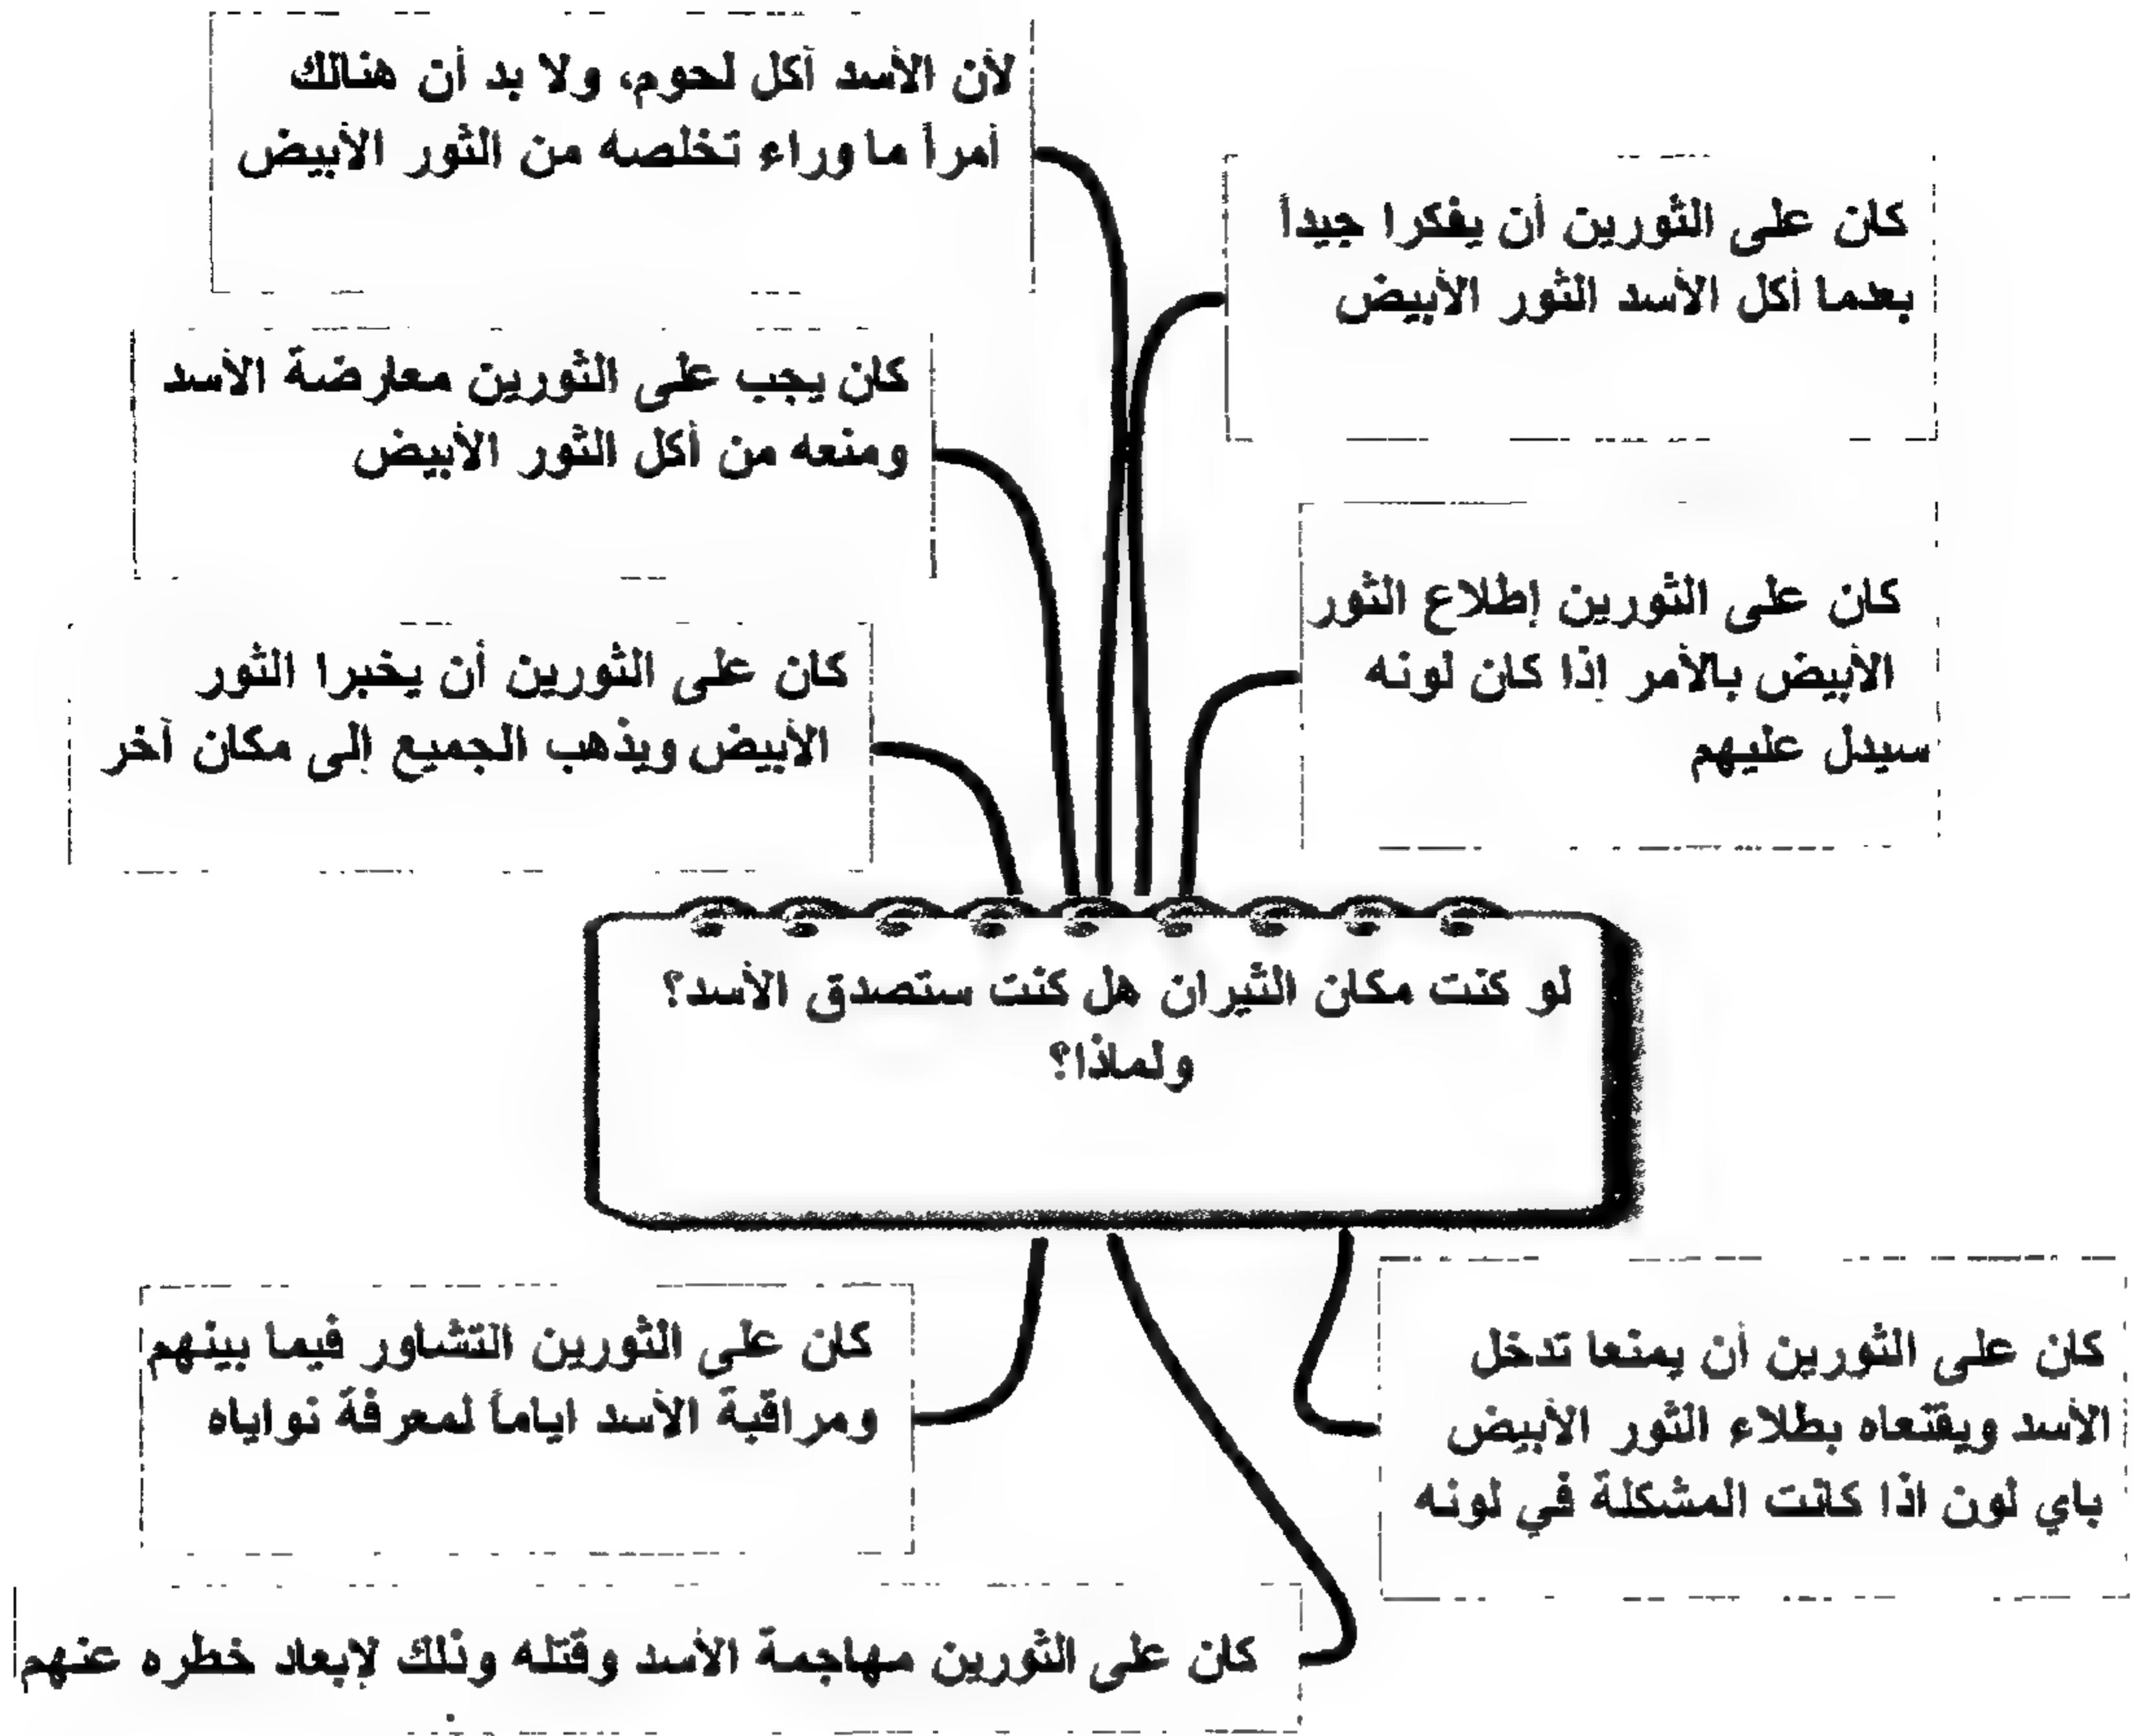 لأن الأسد آكل لحوم، ولا بد أن هنالك
أمراً ما وراء تخلصه من الثور الأبيض
كان على الثورين أن يفكرا جيداً
بعدما أكل الأسد الثور الأبيض
كان يجب على الثورين معارضة الأسد
ومنعه من أكل الثور الأبيض
كان على الثورين إطلاع الثور
الأبيض بالأمر إذا كان لونه
سيدل عليهم
كان على الثورين أن يخبرا الثور
الأبيض ويذهب الجميع إلى مكان آخر
لو كنت مكان الثيران هل كنت ستصدق الأسد؟
ولماذا؟
كان على الثورين أن يمنعا تدخل
الأسد ويقنعاه بطلاء الثور الأبيض
باي لون اذا كانت المشكلة في لونه
كان على الثورين التشاور فيما بينهم
ومراقبة الأسد اياماً لمعرفة نواياه
كان على الثورين مهاجمة الأسد وقتله وذلك لإبعاد خطره عنهم